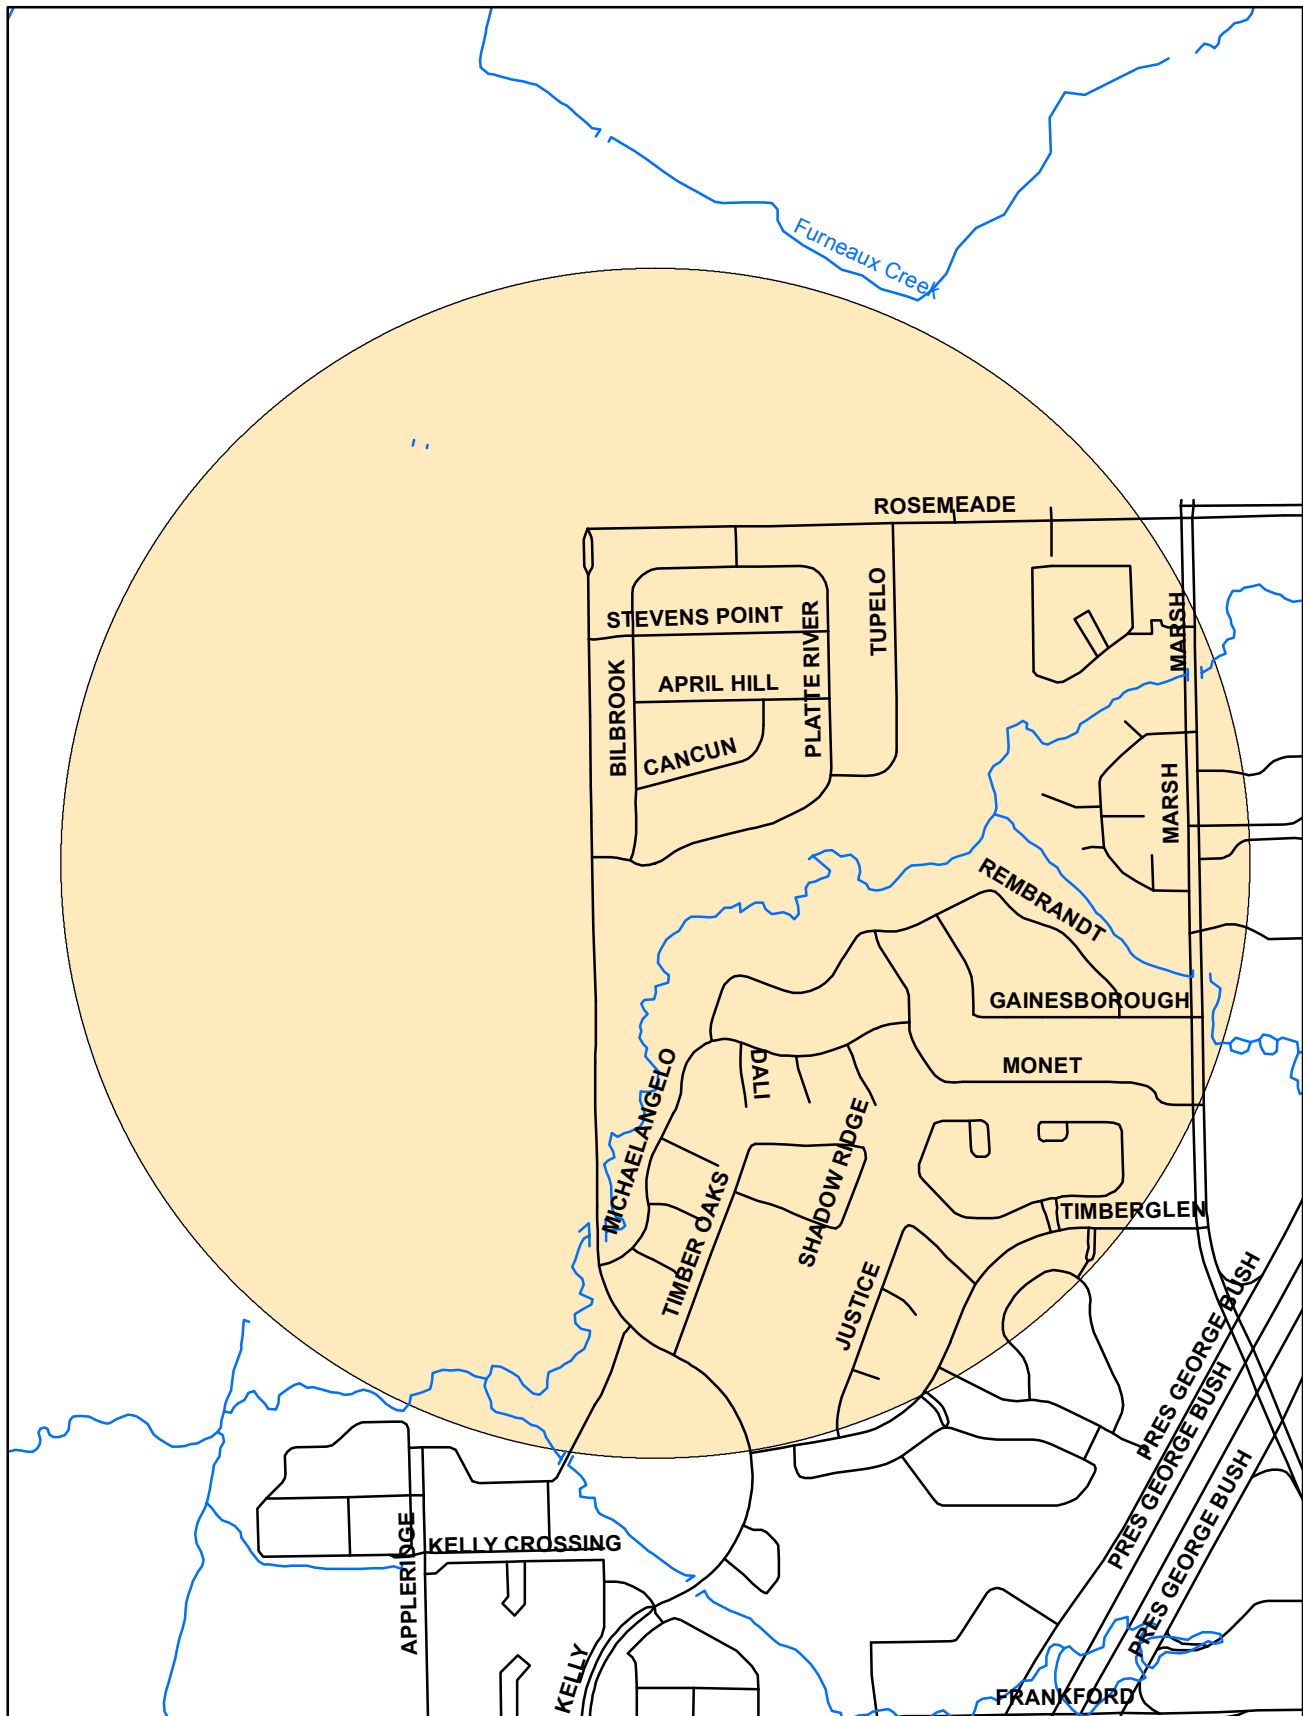 Furneaux Creek
ROSEMEADE
STEVENS POINT
TUPELO
PLATTE RIVER
MARSH
APRIL HILL
BILBROOK
CANCUN
MARSH
REMBRANDT
GAINESBOROUGH
MONET
DALI
MICHAELANGELO
SHADOW RIDGE
TIMBER OAKS
TIMBERGLEN
JUSTICE
PRES GEORGE BUSH
PRES GEORGE BUSH
PRES GEORGE BUSH
KELLY CROSSING
APPLERIDGE
KELLY
FRANKFORD